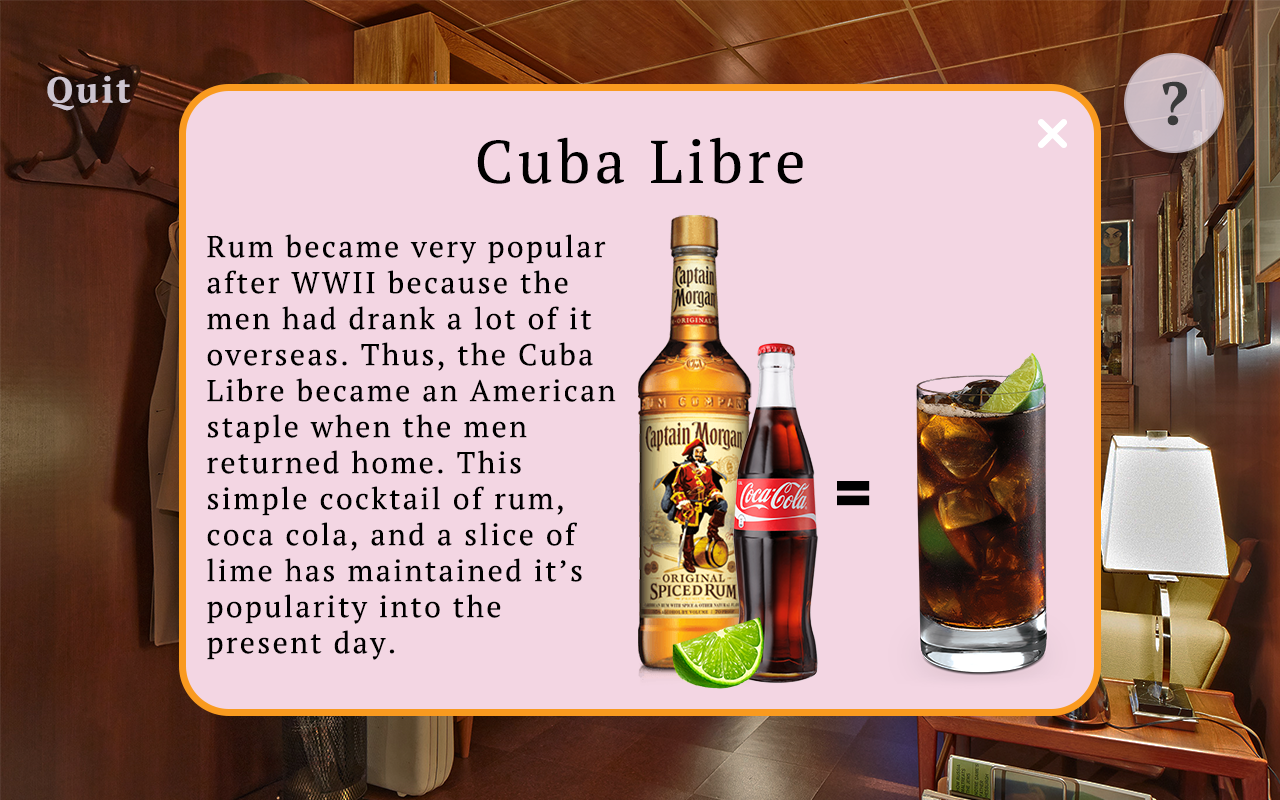 Quit
?
Cuba Libre
Rum became very popular
after WWII because the
men had drank a lot of it
overseas. Thus, the Cuba
Libre became an American
staple when the men
returned home. This
simple cocktail of rum,
coca cola, and a slice of
lime has maintained it’s
popularity into the
present day.
Captain
Morgan
ORIGINAL
RUM COMPANY
Captain Morgan
ORIGINAL
SPICED RUM
Coca-Cola
=